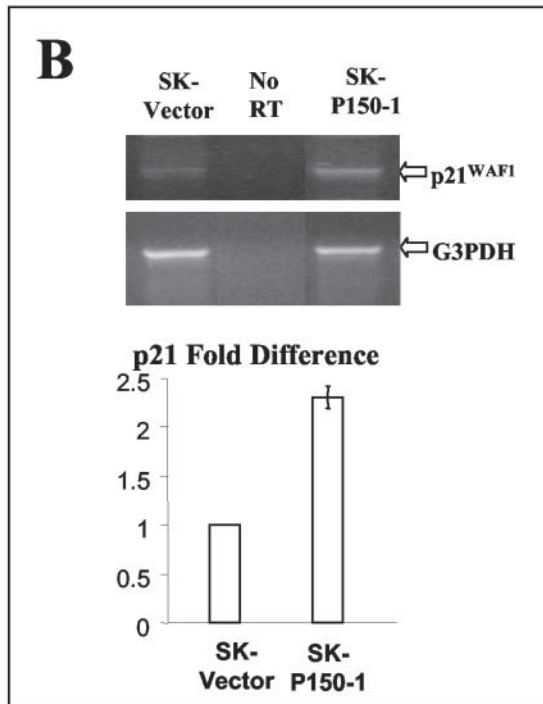 B
SK-
Vector
No
RT
SK-
P150-1
p21WAF1
G3PDH
p21 Fold Difference
2.5
2
1.5
1
0.5
0
SK-
Vector
SK-
P150-1